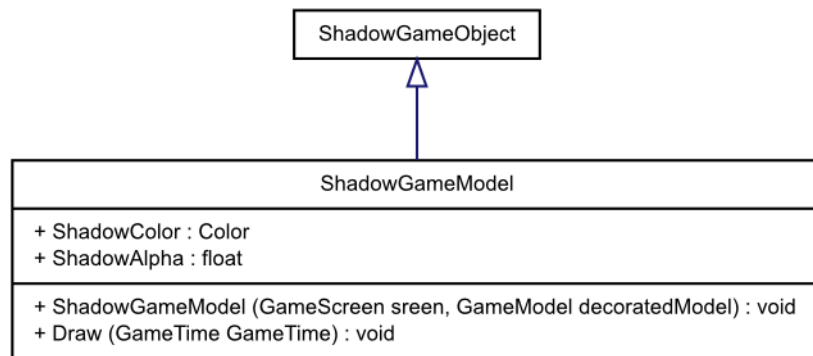 ShadowGameObject
ShadowGameModel
+ ShadowColor : Color
+ ShadowAlpha : float
+ ShadowGameModel (GameScreen sreen, GameModel decoratedModel) : void
+ Draw (GameTime GameTime) : void